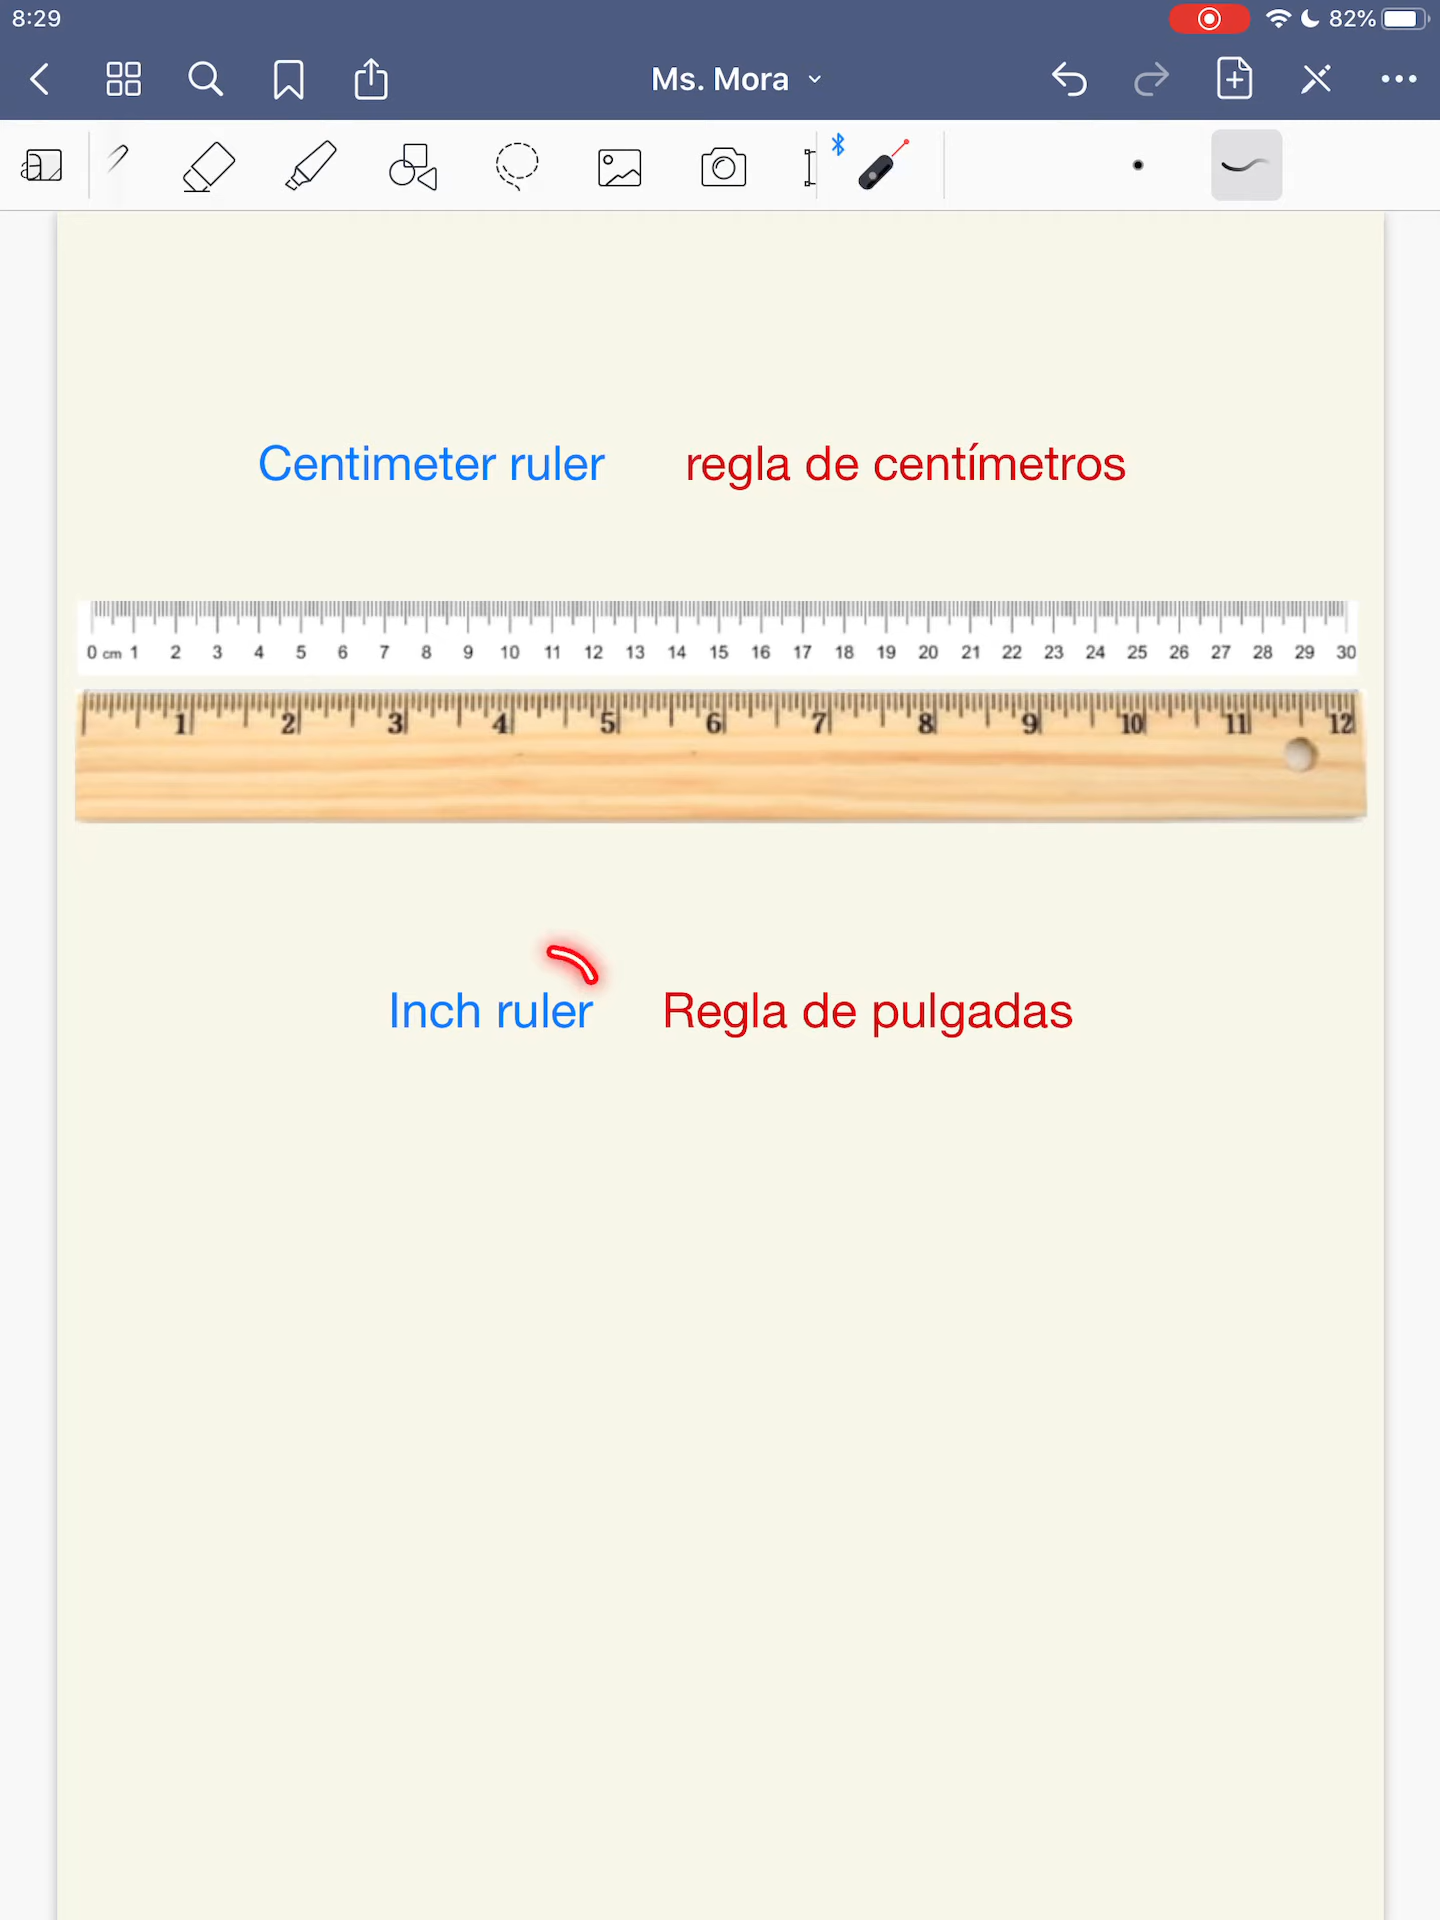 8:29
82%
Ms. Mora
a
Centimeter ruler regla de centímetros
0 cm 1 2 3 4 5 6 7 8 9 10 11 12 13 14 15 16 17 18 19 20 21 22 23 24 25 26 27 28 29 30
1 2 3 4 5 6 7 8 9 10 11 12
Inch ruler Regla de pulgadas